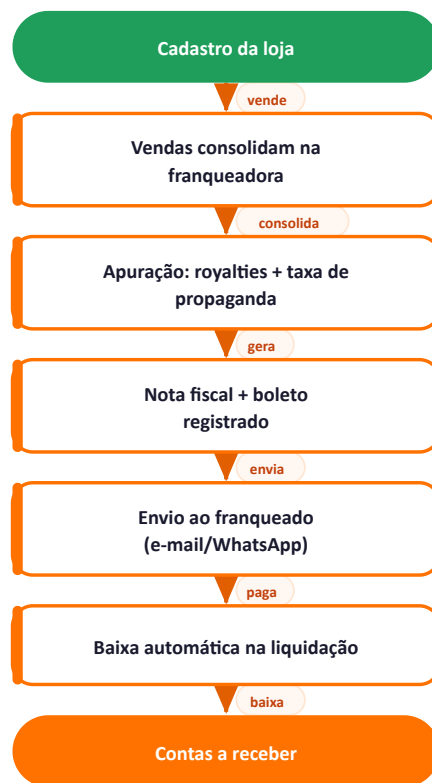 Cadastro da loja
vende
Vendas consolidam na
franqueadora
consolida
Apuração: royalties + taxa de
propaganda
gera
Nota fiscal + boleto
registrado
envia
Envio ao franqueado
(e-mail/WhatsApp)
paga
Baixa automática na liquidação
baixa
Contas a receber